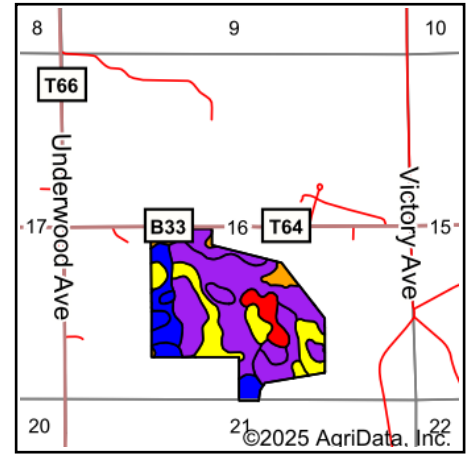 8 9 10
T66
Underwood Ave
Victory Ave
17 B33 16 T64 15
20 21 22
©2025 AgriData, Inc.